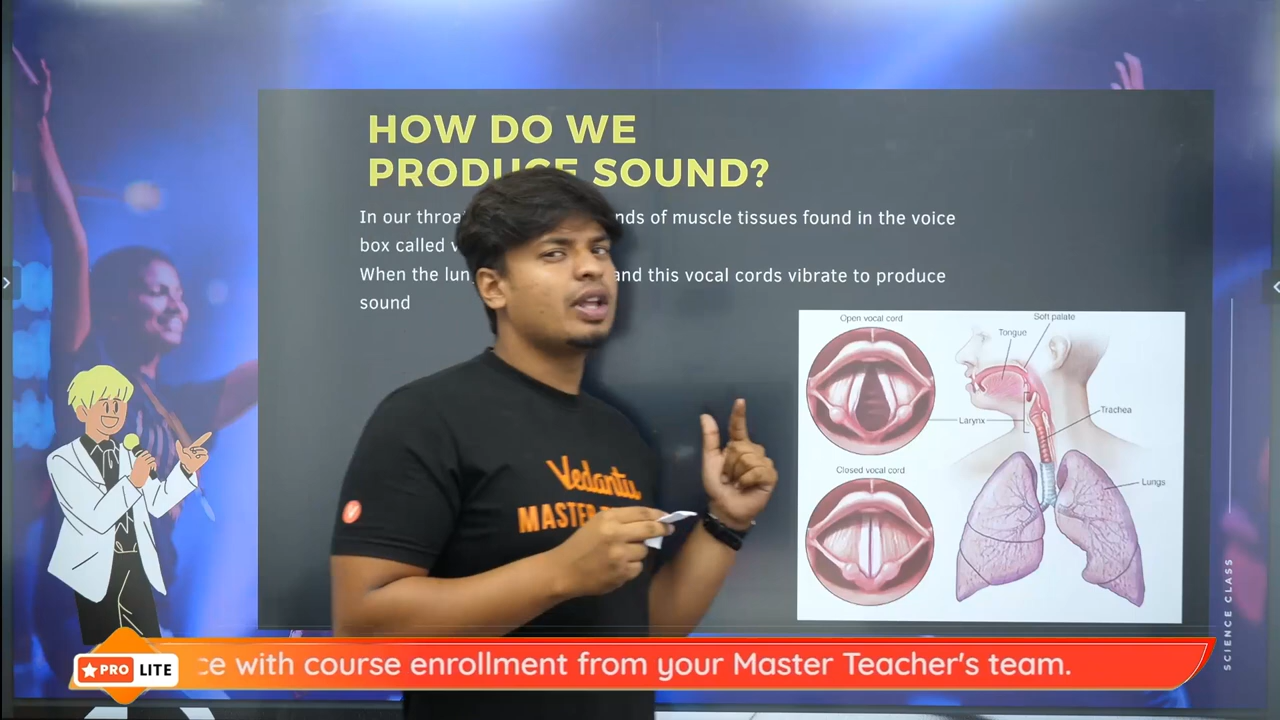 HOW DO WE
PRODUCE SOUND?
In our throat nds of muscle tissues found in the voice
box called v
When the lun and this vocal cords vibrate to produce
sound
Open vocal cord
Soft palate
Tongue
Larynx
Trachea
Closed vocal cord
Lungs
Vedantu
MASTER
SCIENCE CLASS
PRO LITE
ce with course enrollment from your Master Teacher's team.